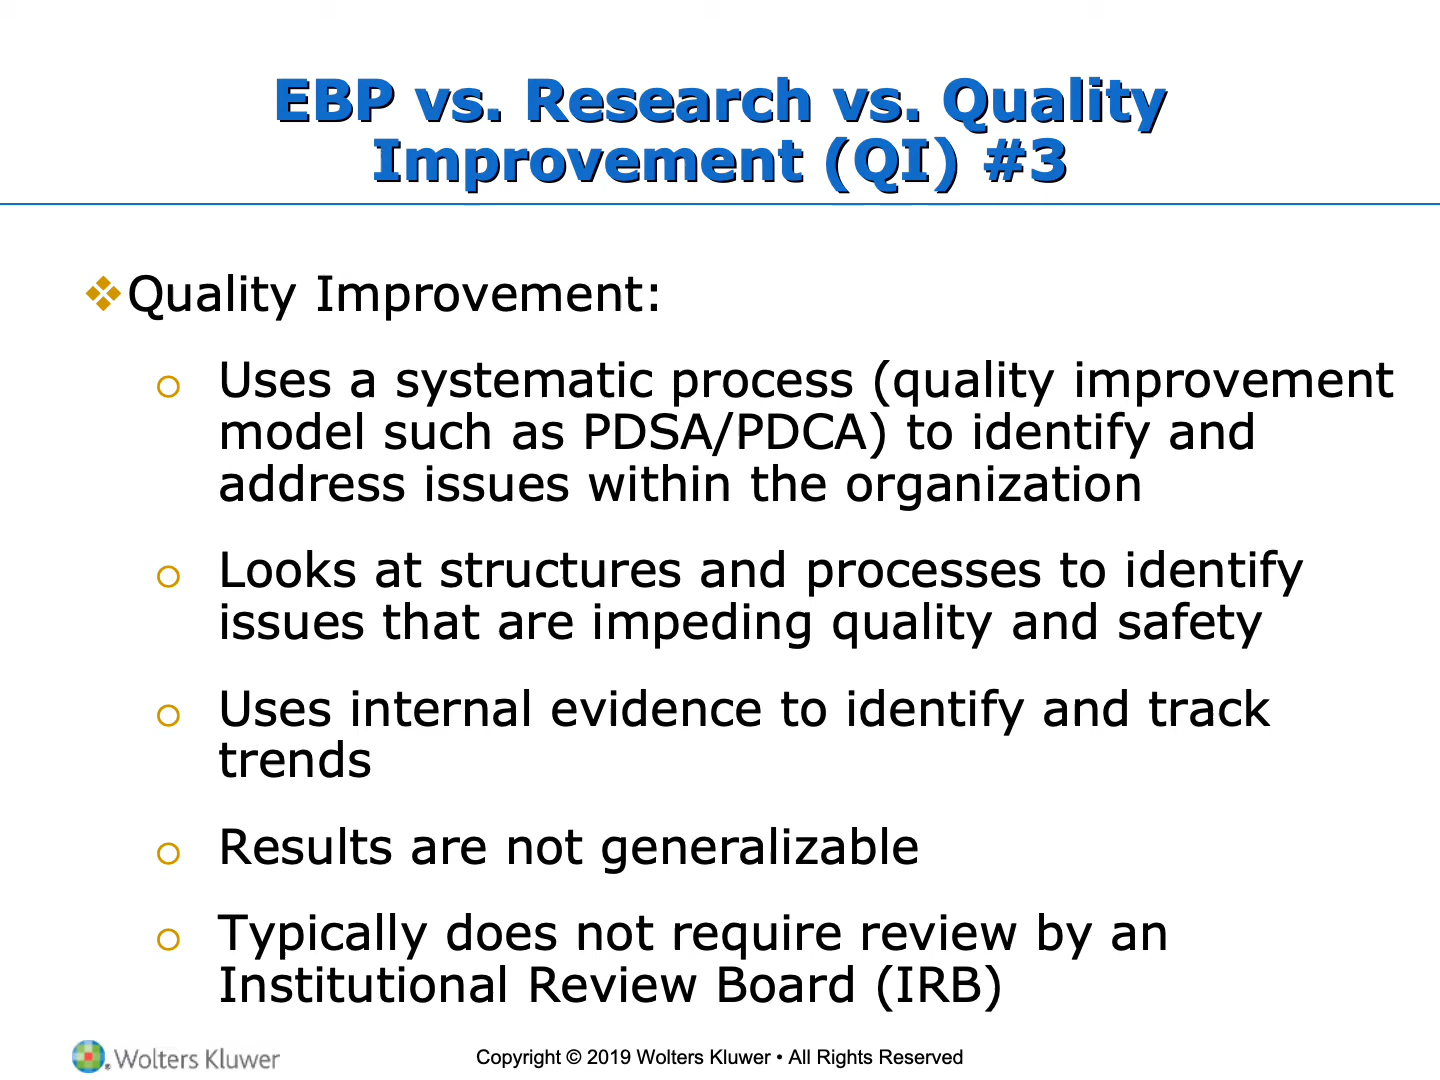 EBP vs. Research vs. Quality
Improvement (QI) #3
❖Quality Improvement:
o Uses a systematic process (quality improvement
model such as PDSA/PDCA) to identify and
address issues within the organization
o Looks at structures and processes to identify
issues that are impeding quality and safety
o Uses internal evidence to identify and track
trends
o Results are not generalizable
o Typically does not require review by an
Institutional Review Board (IRB)
Wolters Kluwer
Copyright © 2019 Wolters Kluwer • All Rights Reserved